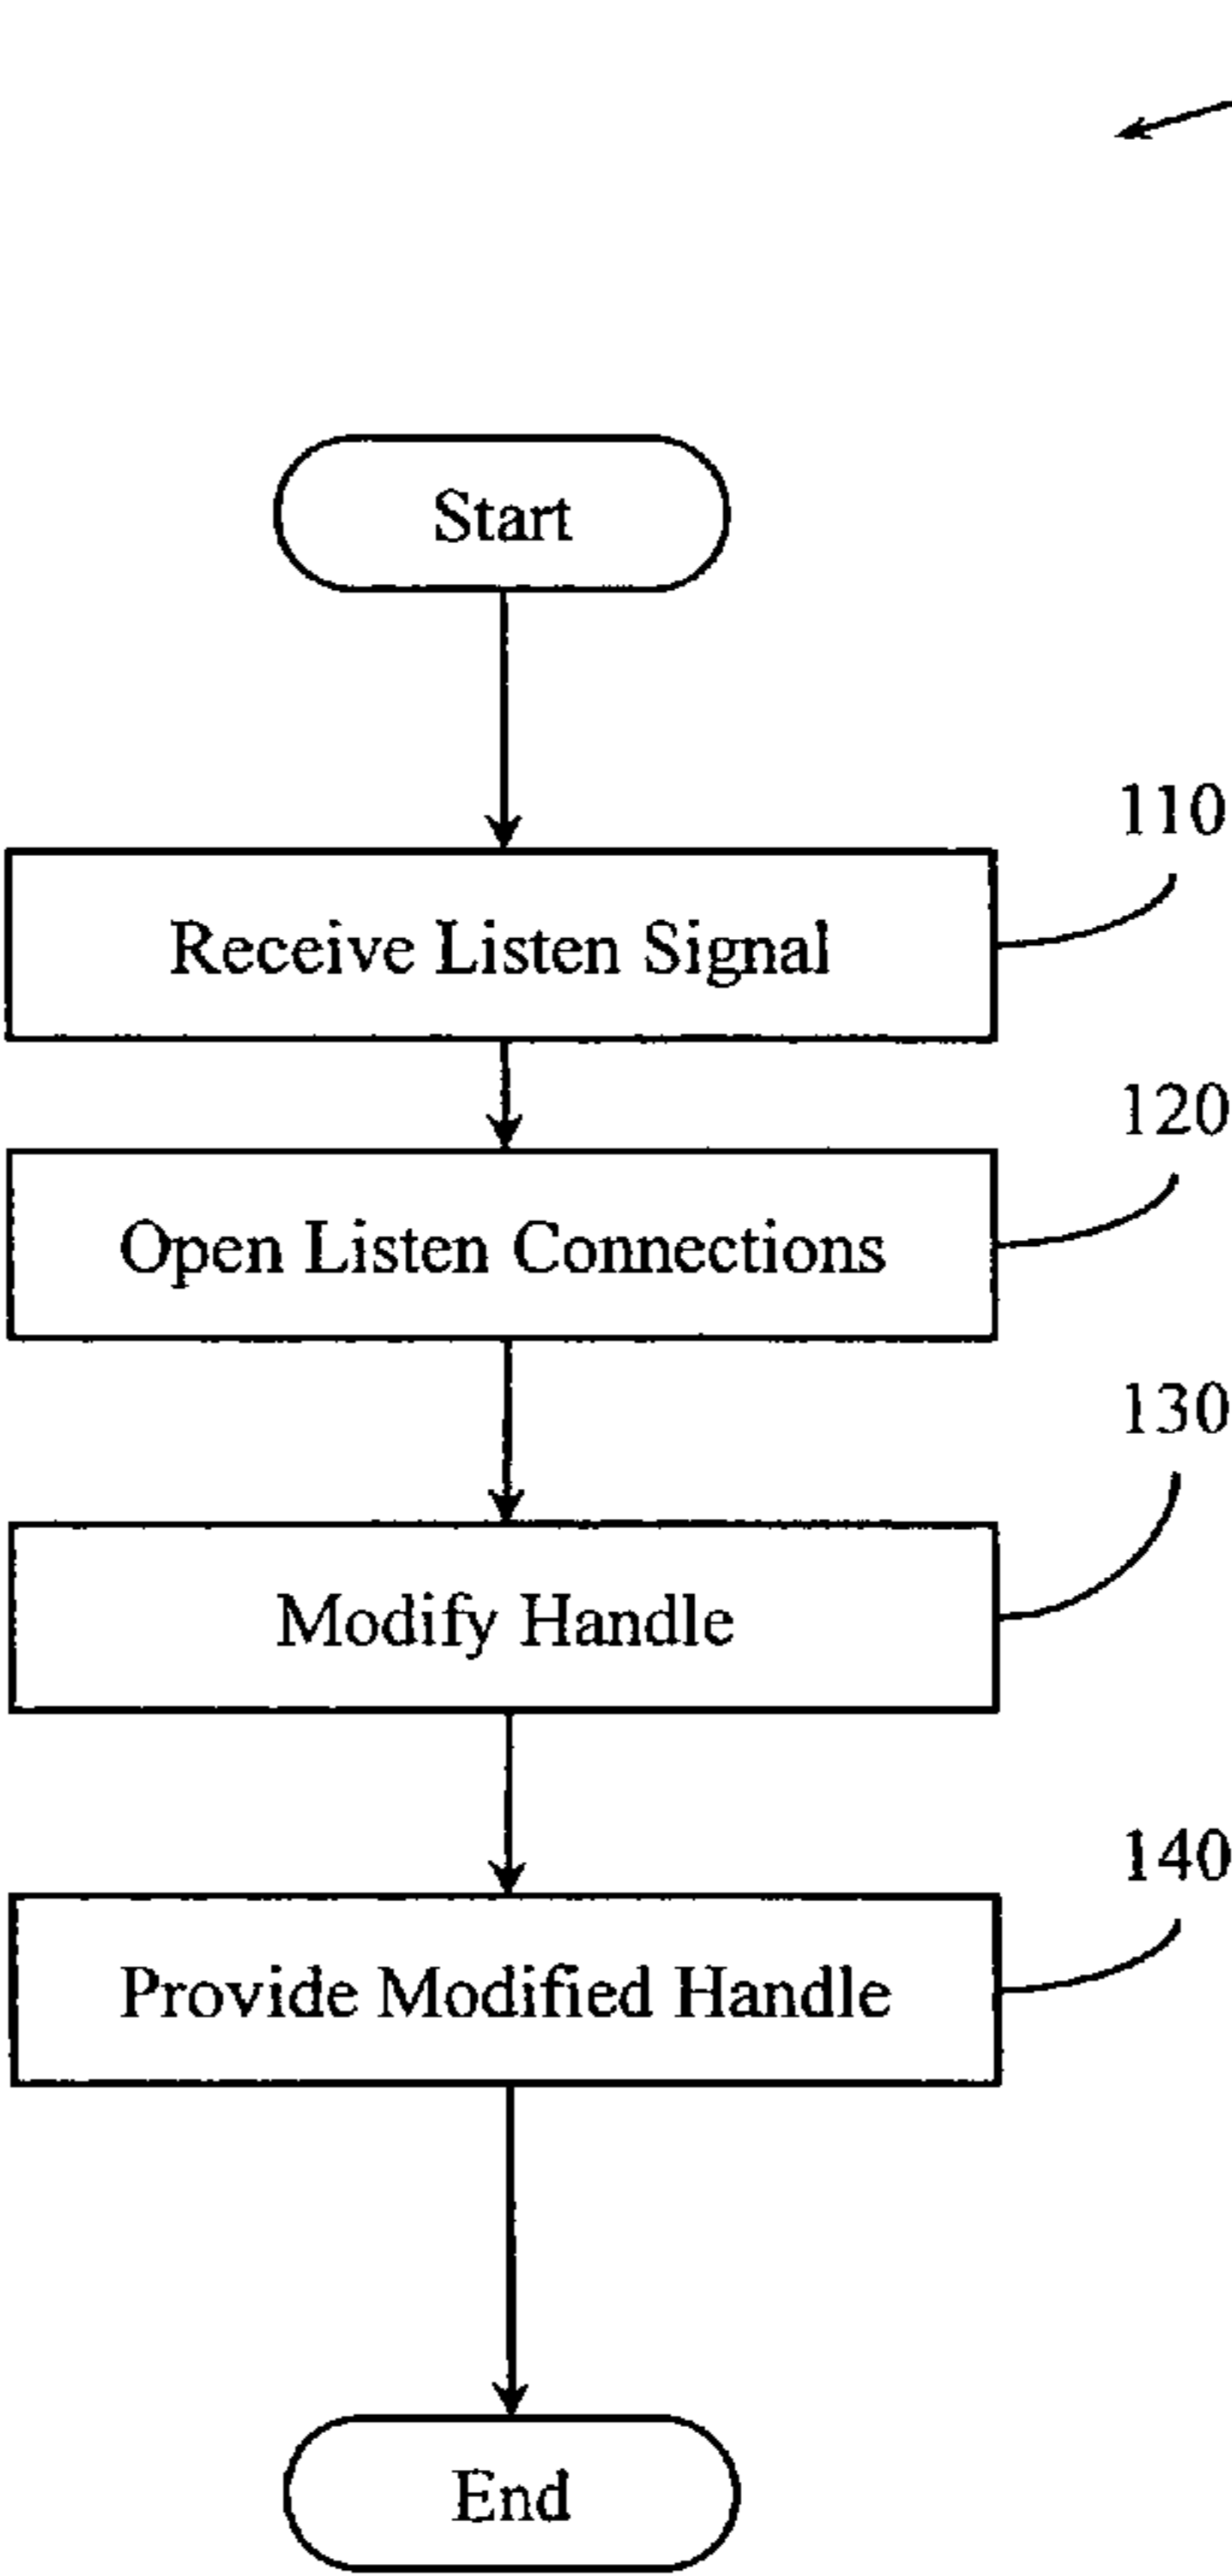 Start
110
Receive Listen Signal
120
Open Listen Connections
130
Modify Handle
140
Provide Modified Handle
End